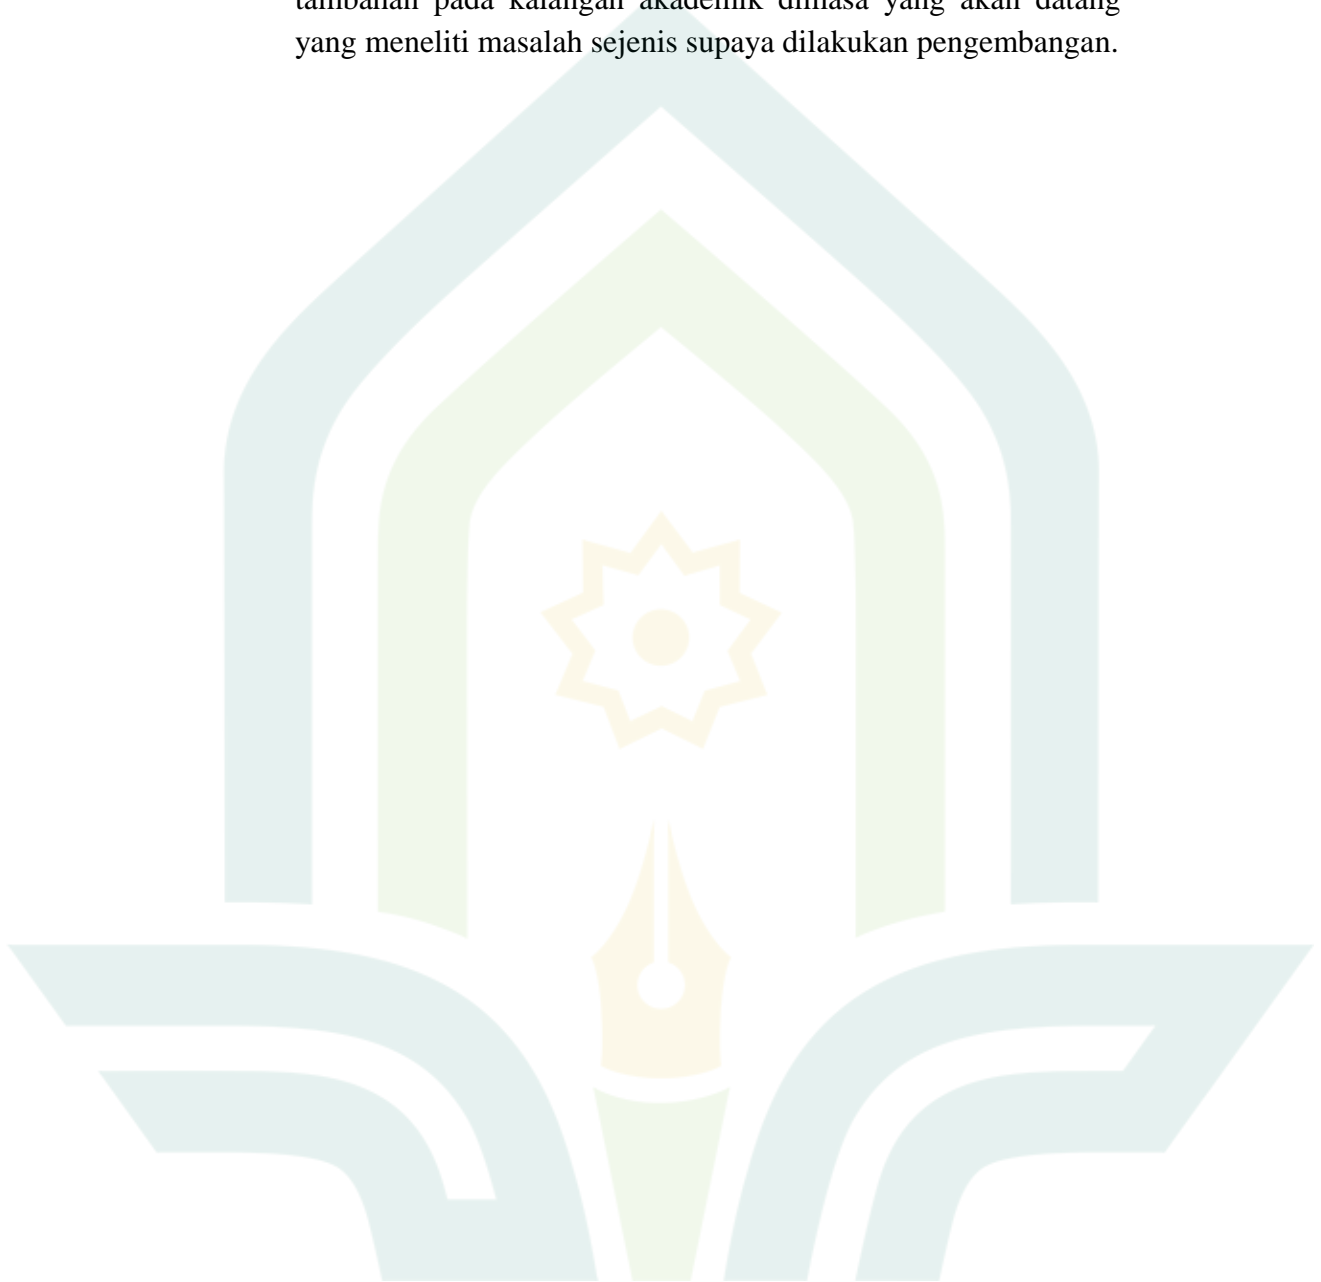 tambahan pada kalangan akademik dimasa yang akan datang
yang meneliti masalah sejenis supaya dilakukan pengembangan.